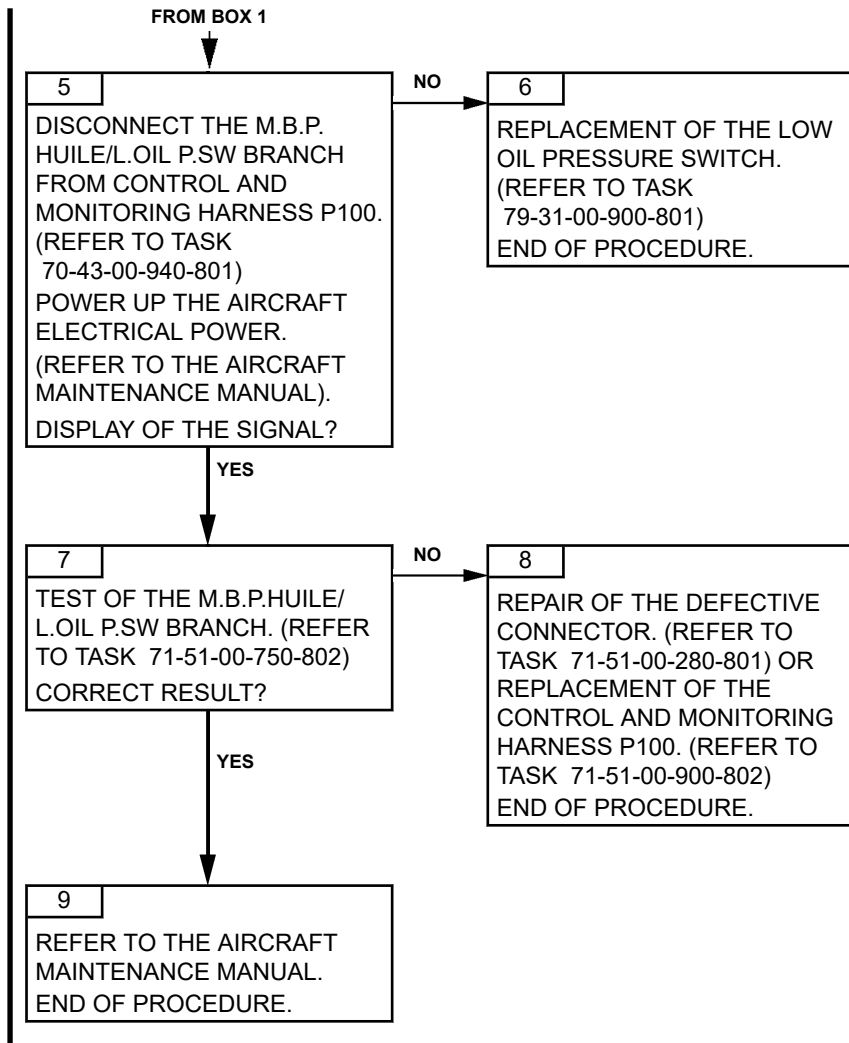 FROM BOX 1
5
DISCONNECT THE M.B.P.
HUILE/L.OIL P.SW BRANCH
FROM CONTROL AND
MONITORING HARNESS P100.
(REFER TO TASK
70-43-00-940-801)
POWER UP THE AIRCRAFT
ELECTRICAL POWER.
(REFER TO THE AIRCRAFT
MAINTENANCE MANUAL).
DISPLAY OF THE SIGNAL?
NO
6
REPLACEMENT OF THE LOW
OIL PRESSURE SWITCH.
(REFER TO TASK
79-31-00-900-801)
END OF PROCEDURE.
YES
7
TEST OF THE M.B.P.HUILE/
L.OIL P.SW BRANCH. (REFER
TO TASK 71-51-00-750-802)
CORRECT RESULT?
NO
8
REPAIR OF THE DEFECTIVE
CONNECTOR. (REFER TO
TASK 71-51-00-280-801) OR
REPLACEMENT OF THE
CONTROL AND MONITORING
HARNESS P100. (REFER TO
TASK 71-51-00-900-802)
END OF PROCEDURE.
YES
9
REFER TO THE AIRCRAFT
MAINTENANCE MANUAL.
END OF PROCEDURE.